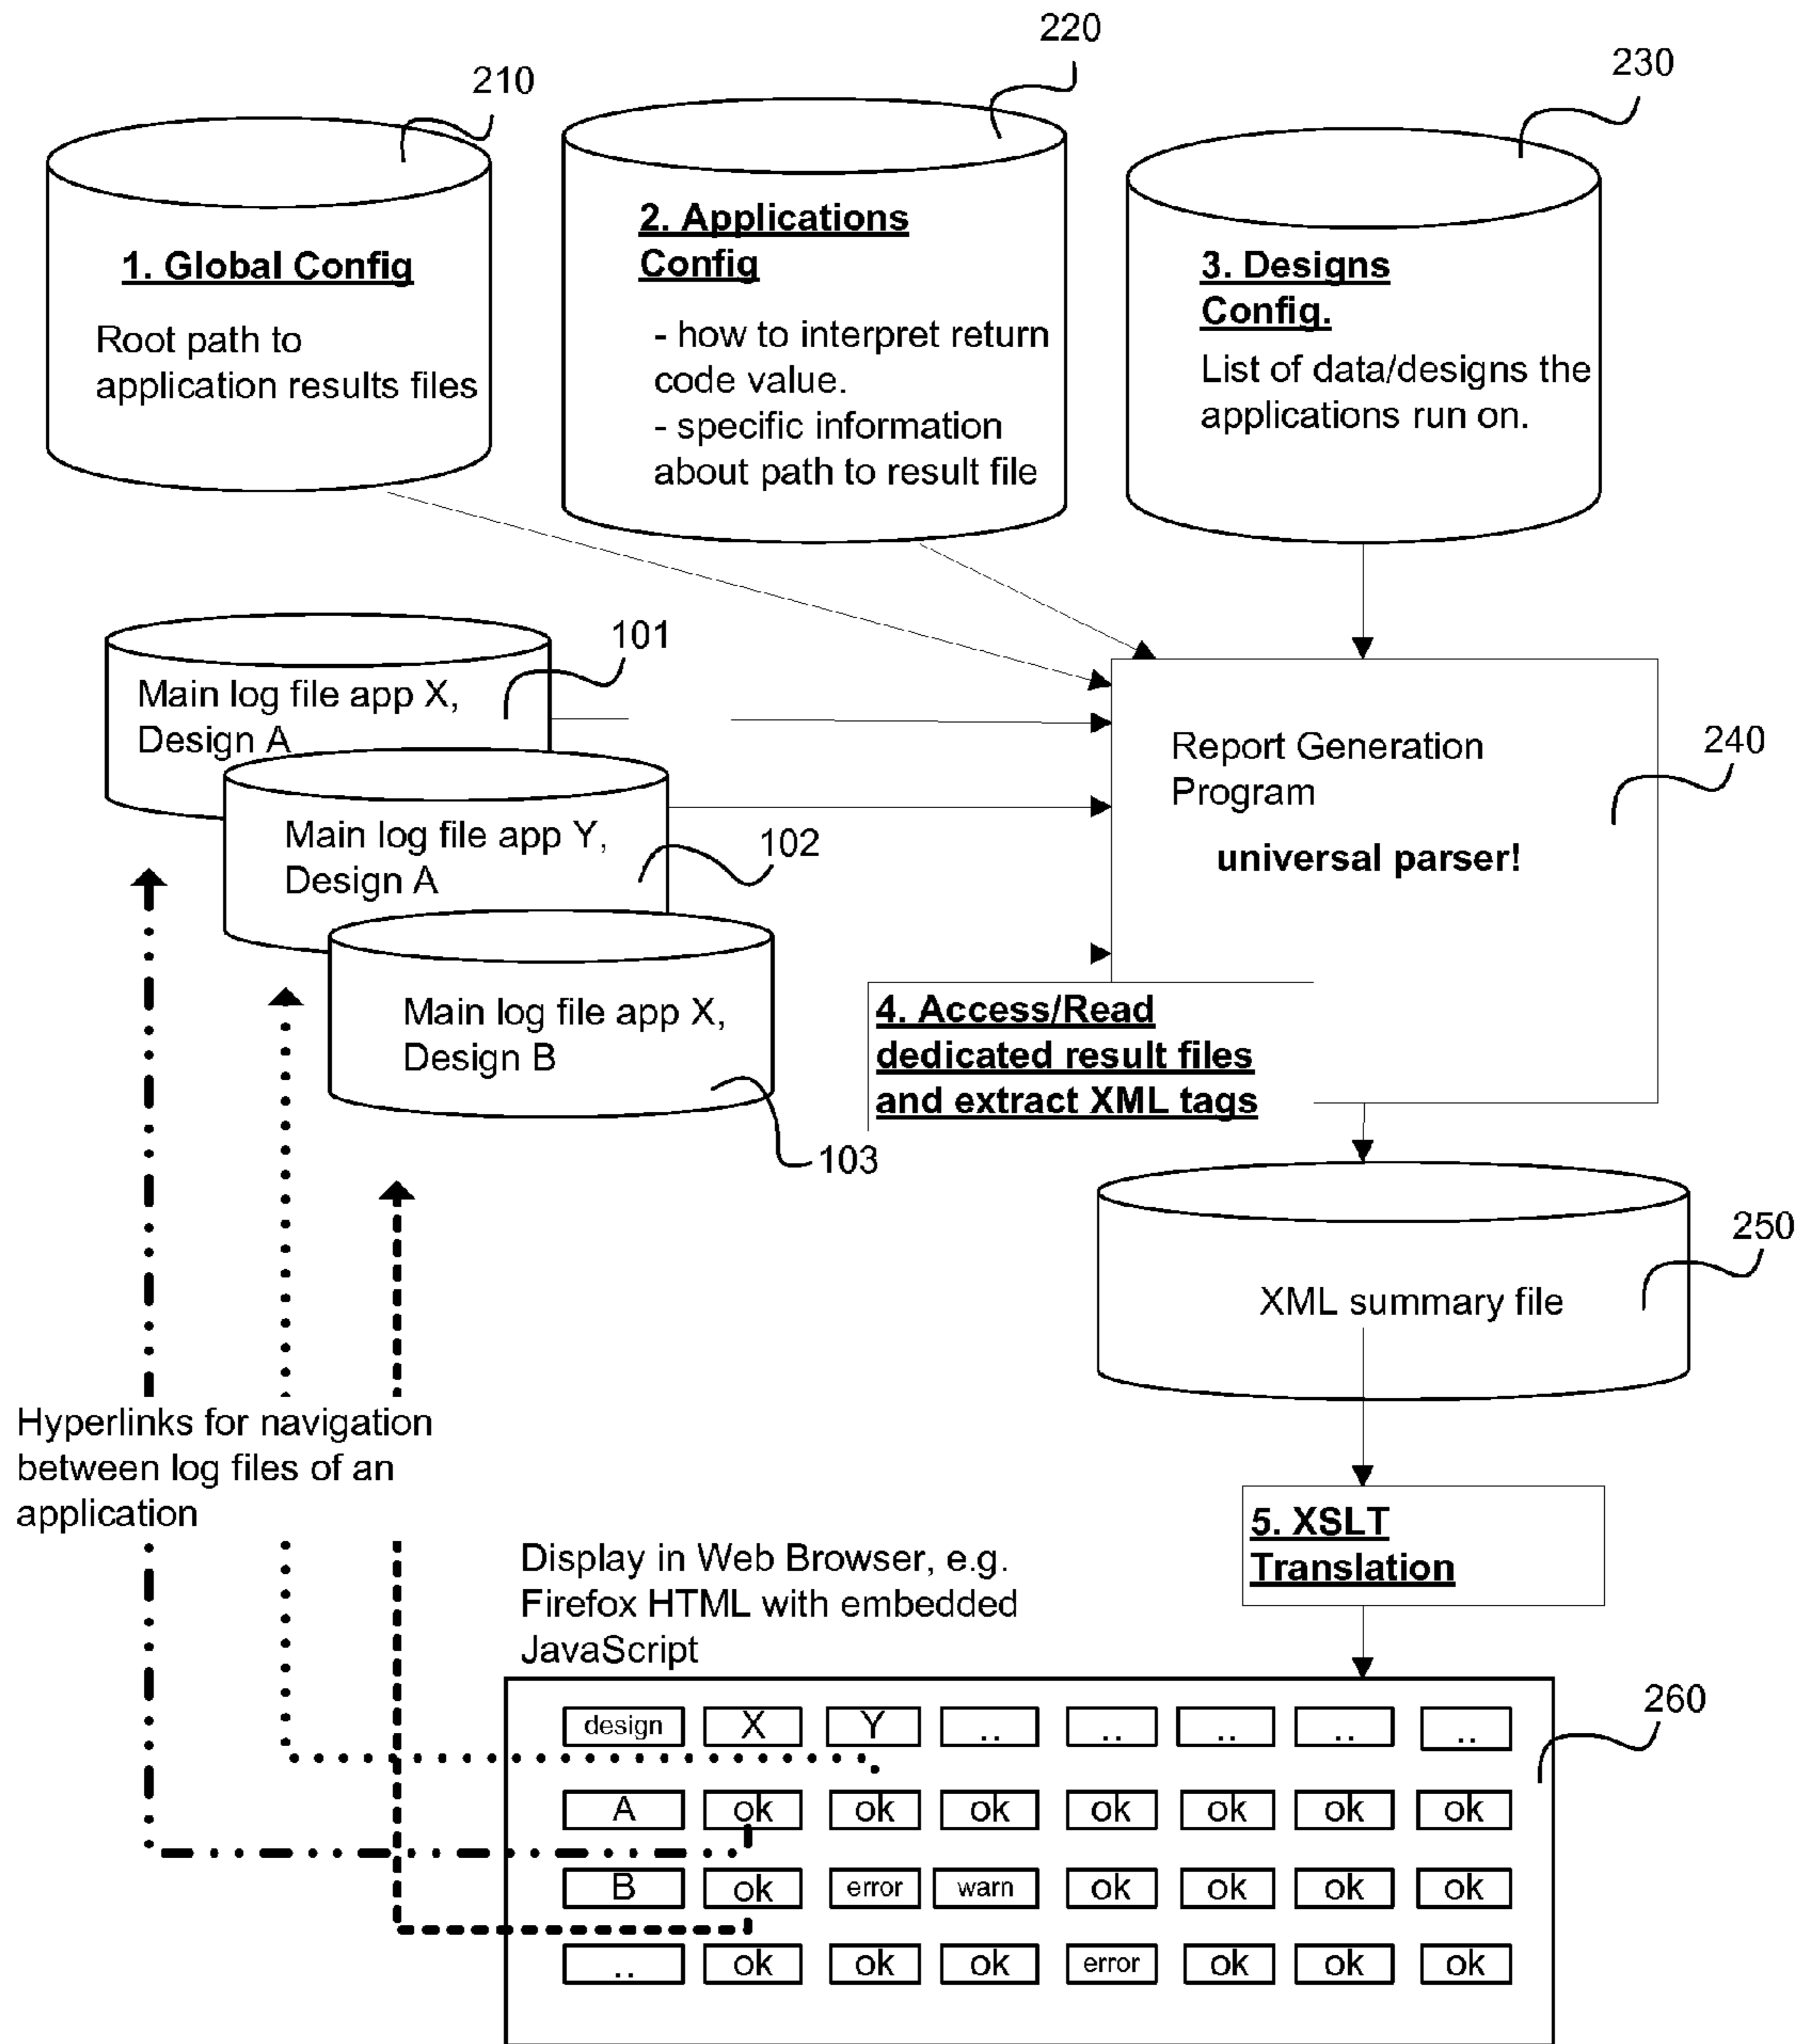 210
220
230
1. Global Config
Root path to
application results files
2. Applications
Config
- how to interpret return
code value.
- specific information
about path to result file
3. Designs
Config.
List of data/designs the
applications run on.
101
Main log file app X,
Design A
102
Main log file app Y,
Design A
103
Main log file app X,
Design B
240
Report Generation
Program
universal parser!
4. Access/Read
dedicated result files
and extract XML tags
250
XML summary file
Hyperlinks for navigation
between log files of an
application
5. XSLT
Translation
Display in Web Browser, e.g.
Firefox HTML with embedded
JavaScript
260
design X Y .. .. .. .. ..
A ok ok ok ok ok ok ok
B ok error warn ok ok ok ok
.. ok ok ok error ok ok ok